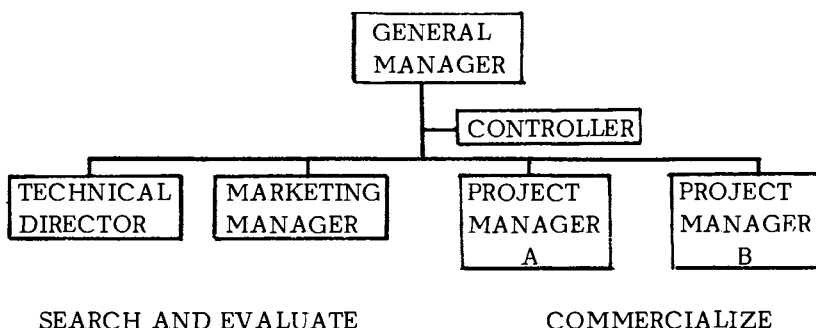 GENERAL
MANAGER
CONTROLLER
TECHNICAL
DIRECTOR
MARKETING
MANAGER
PROJECT
MANAGER
A
PROJECT
MANAGER
B
SEARCH AND EVALUATE
COMMERCIALIZE